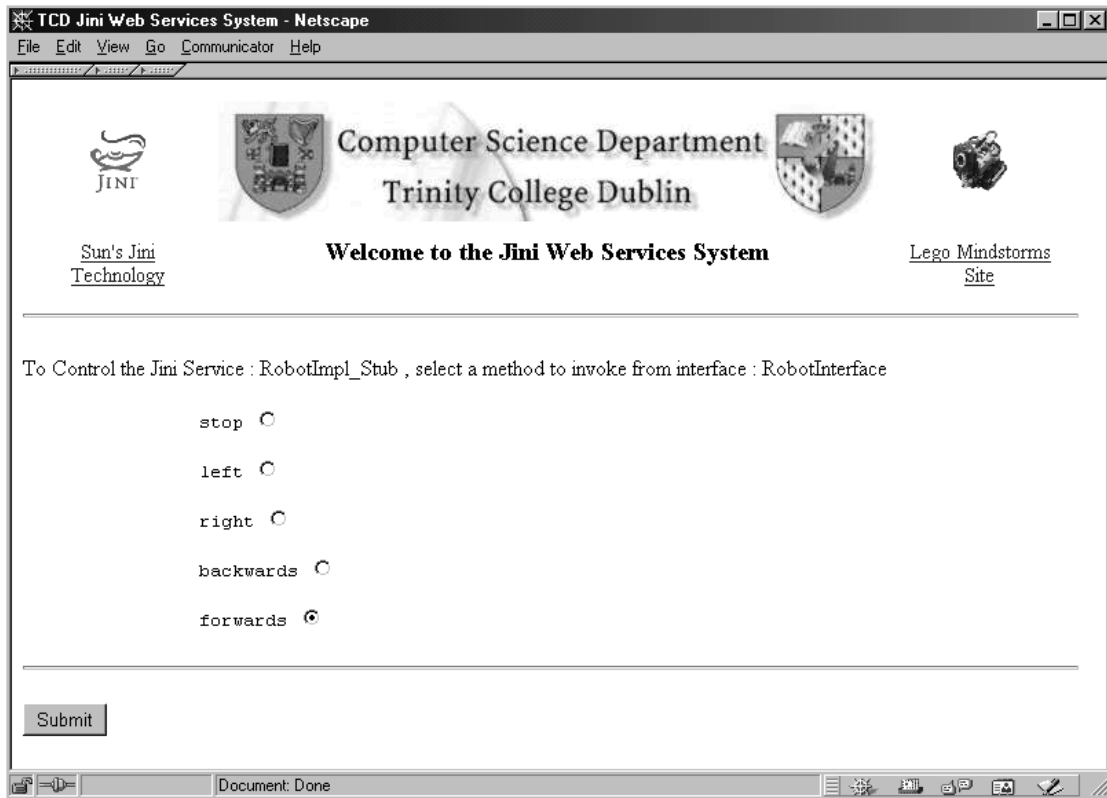 TCD Jini Web Services System - Netscape
File Edit View Go Communicator Help
JINI
Computer Science Department
Trinity College Dublin
Sun's Jini
Technology
Welcome to the Jini Web Services System
Lego Mindstorms
Site
To Control the Jini Service : RobotImpl_Stub , select a method to invoke from interface : RobotInterface
stop
left
right
backwards
forwards
Submit
Document: Done